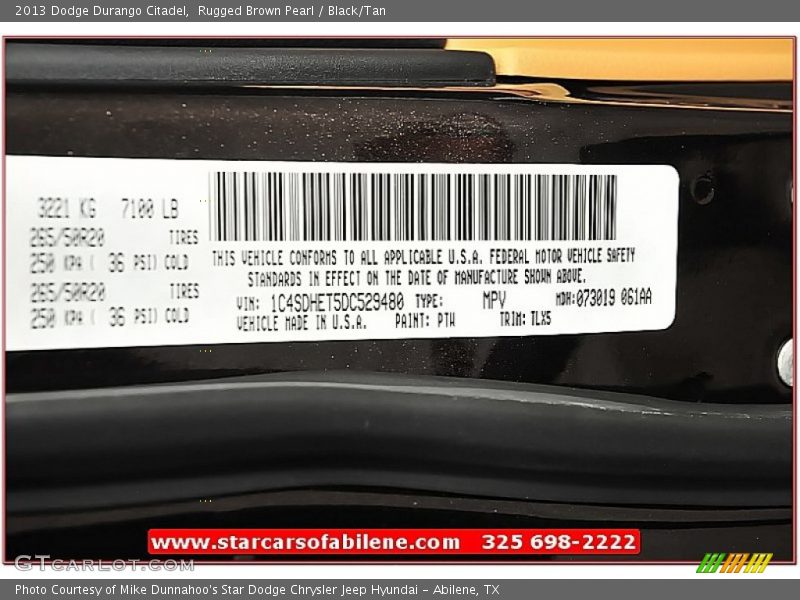 2013 Dodge Durango Citadel, Rugged Brown Pearl / Black/Tan
3221 KG 7100 LB
265/50R20 TIRES
250 KPA ( 36 PSI) COLD
265/50R20 TIRES
250 KPA ( 36 PSI) COLD
THIS VEHICLE CONFORMS TO ALL APPLICABLE U.S.A. FEDERAL MOTOR VEHICLE SAFETY
STANDARDS IN EFFECT ON THE DATE OF MANUFACTURE SHOWN ABOVE.
VIN: 1C4SDHET5DC529480 TYPE: MPV MDH:073019 061AA
VEHICLE MADE IN U.S.A. PAINT: PTW TRIM: TLX5
www.starcarsofabilene.com 325 698-2222
GTcarlot.com
Photo Courtesy of Mike Dunnahoo's Star Dodge Chrysler Jeep Hyundai - Abilene, TX